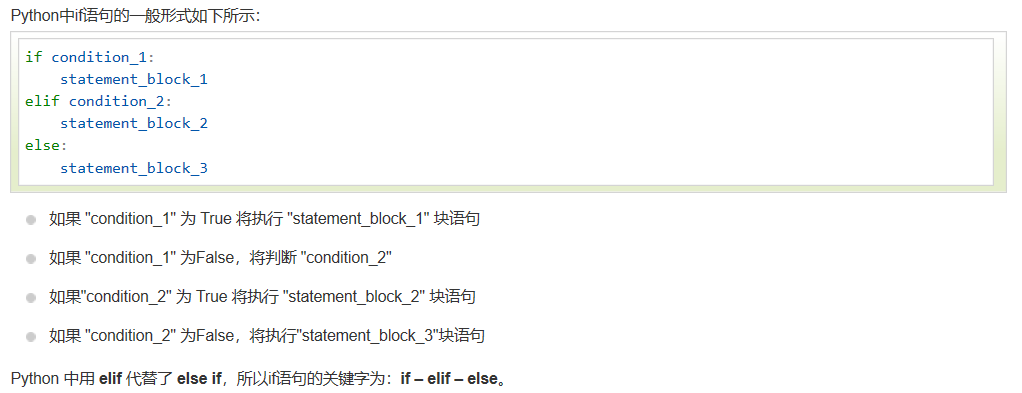 Python中if语句的一般形式如下所示：
if condition_1:
    statement_block_1
elif condition_2:
    statement_block_2
else:
    statement_block_3
如果 "condition_1" 为 True 将执行 "statement_block_1" 块语句
如果 "condition_1" 为False，将判断 "condition_2"
如果"condition_2" 为 True 将执行 "statement_block_2" 块语句
如果 "condition_2" 为False，将执行"statement_block_3"块语句
Python 中用 elif 代替了 else if，所以if语句的关键字为：if – elif – else。